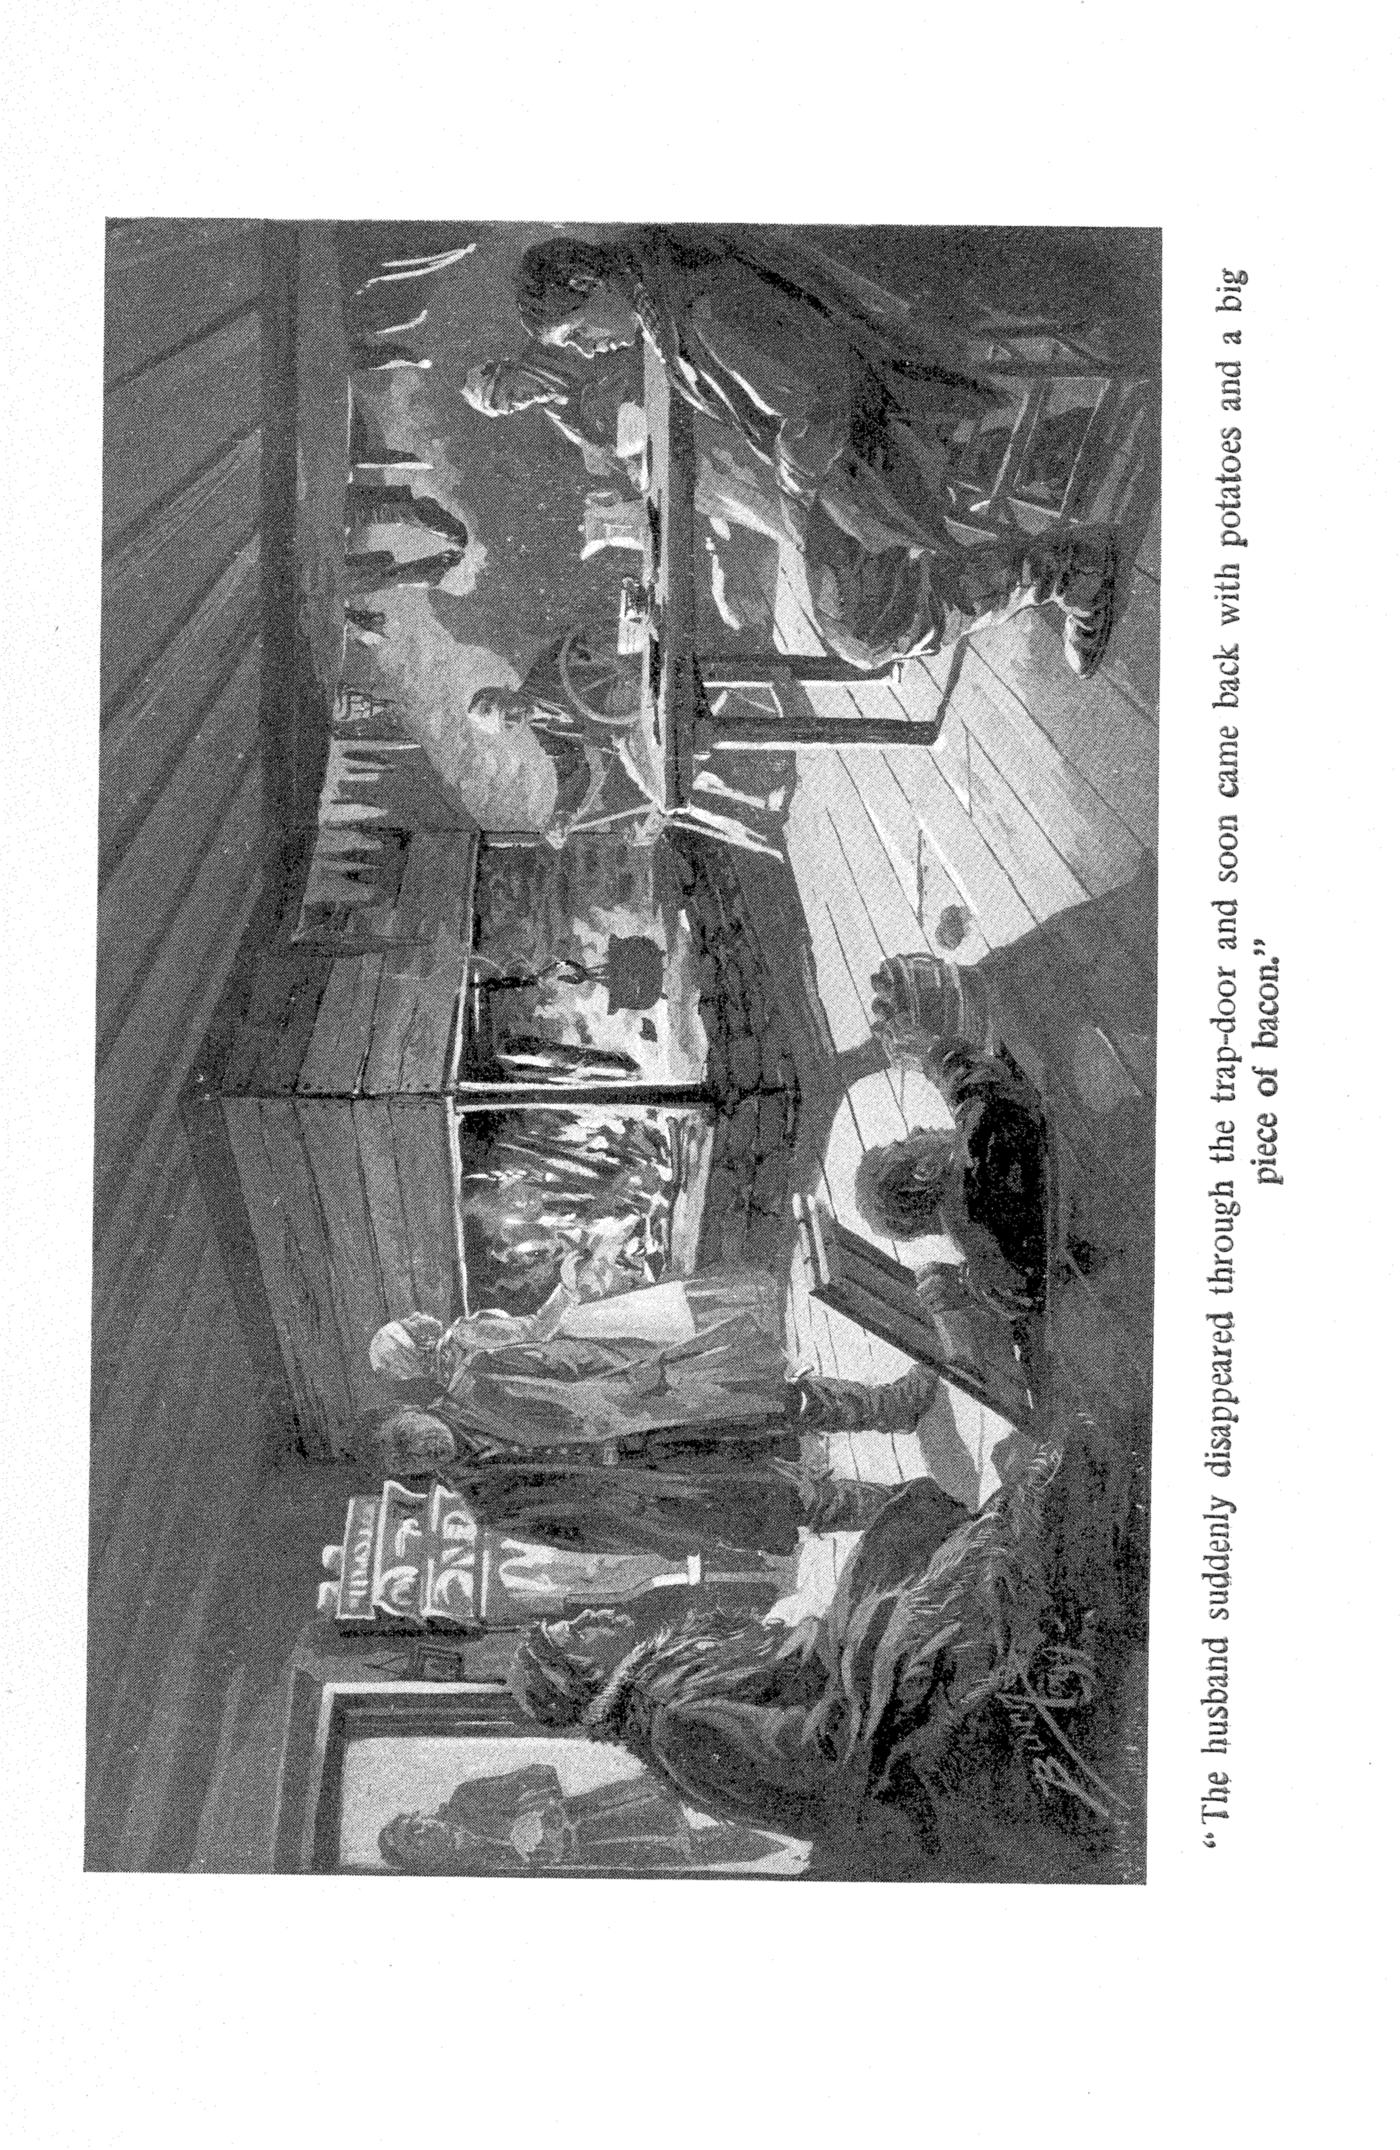 “The husband suddenly disappeared through the trap-door and soon came back with potatoes and a big
piece of bacon.”